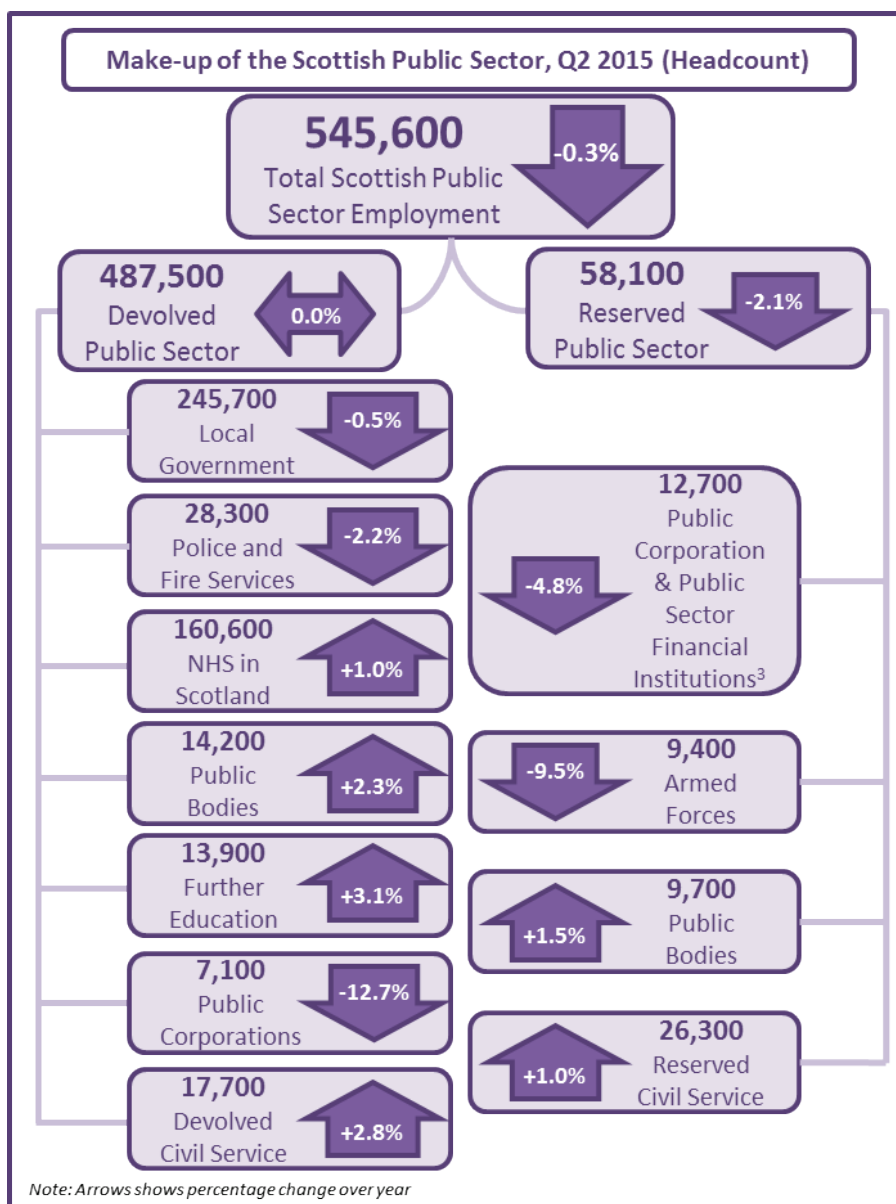 Make-up of the Scottish Public Sector, Q2 2015 (Headcount)
545,600
Total Scottish Public
Sector Employment
-0.3%
487,500
Devolved
Public Sector
0.0%
58,100
Reserved
Public Sector
-2.1%
245,700
Local
Government
-0.5%
28,300
Police and
Fire Services
-2.2%
160,600
NHS in
Scotland
+1.0%
14,200
Public
Bodies
+2.3%
13,900
Further
Education
+3.1%
7,100
Public
Corporations
-12.7%
17,700
Devolved
Civil Service
+2.8%
12,700
Public
Corporation
& Public
Sector
Financial
Institutions³
-4.8%
9,400
Armed
Forces
-9.5%
9,700
Public
Bodies
+1.5%
26,300
Reserved
Civil Service
+1.0%
Note: Arrows shows percentage change over year